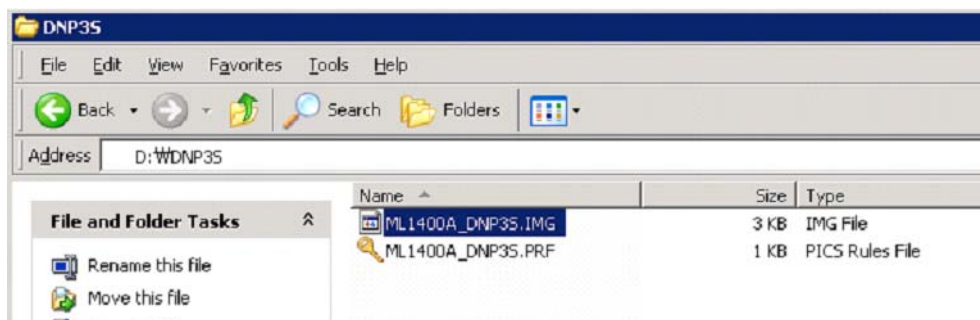 DNP3S
File Edit View Favorites Tools Help
Back Search Folders
Address D:₩DNP3S
Name Size Type
File and Folder Tasks
ML1400A_DNP3S.IMG 3 KB IMG File
ML1400A_DNP3S.PRF 1 KB PICS Rules File
Rename this file
Move this file